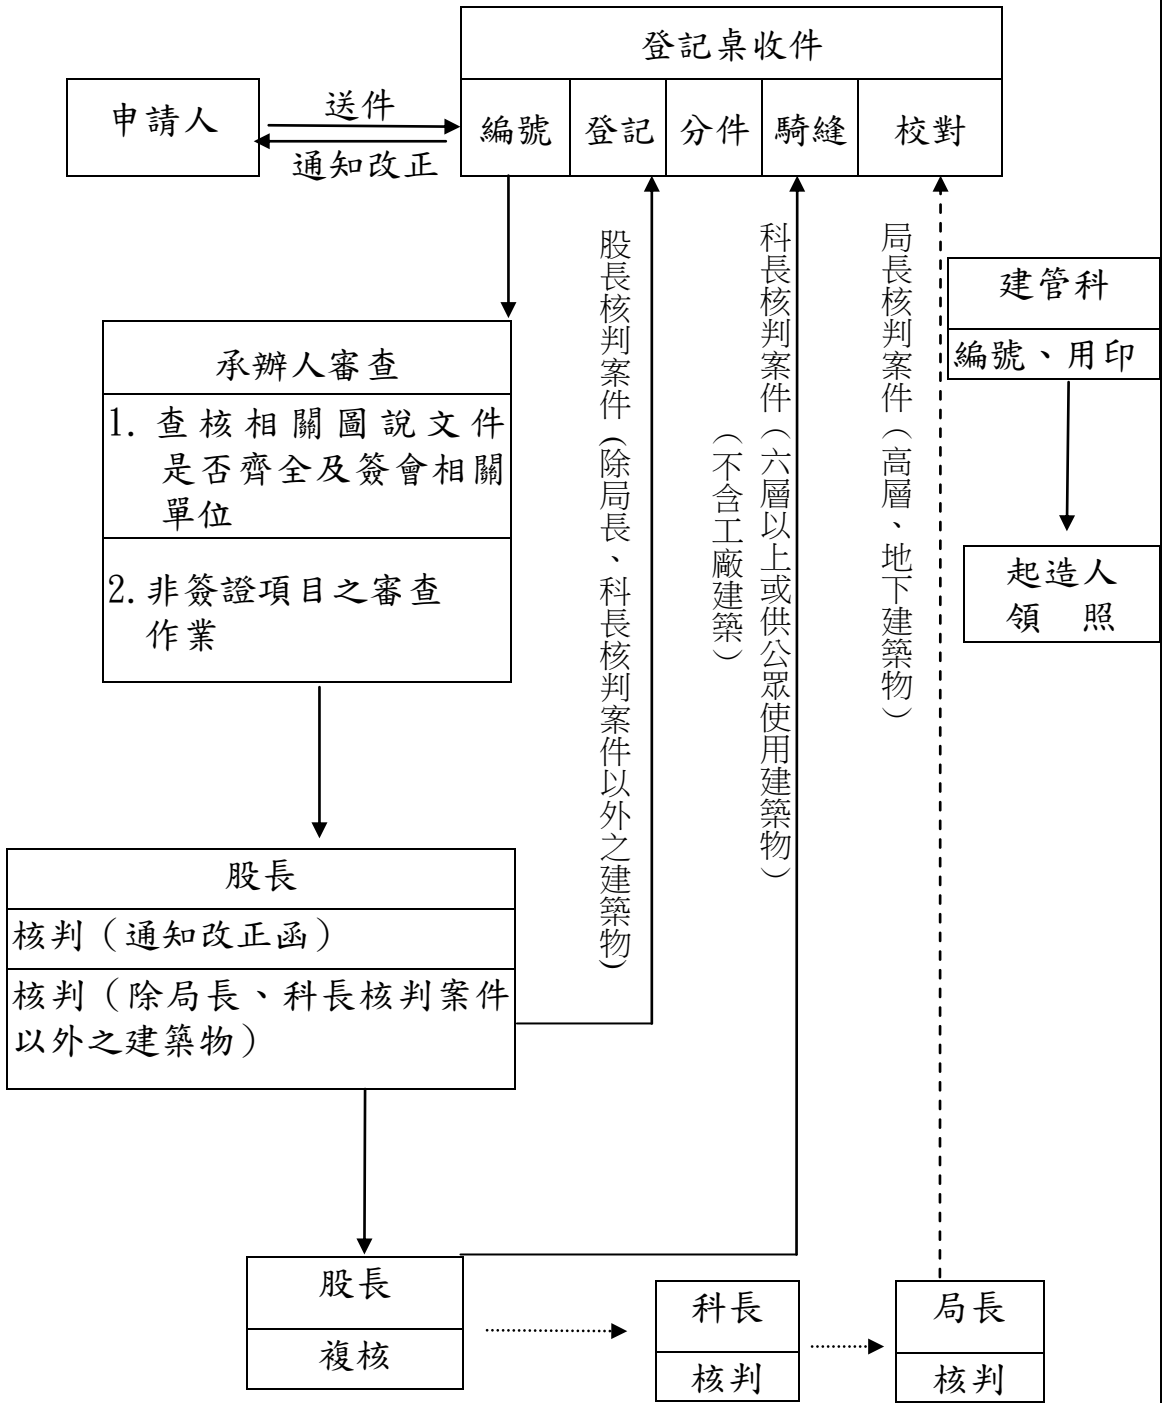 登記桌收件
申請人
送件
通知改正
編號
登記
分件
騎縫
校對
股長核判案件(除局長、科長核判案件以外之建築物)
科長核判案件（六層以上或供公眾使用建築物）
（不含工廠建築）
局長核判案件（高層、地下建築物）
建管科
編號、用印
起造人
領　照
承辦人審查
1. 查核相關圖說文件
是否齊全及簽會相關
單位
2. 非簽證項目之審查
作業
股長
核判（通知改正函）
核判（除局長、科長核判案件
以外之建築物）
股長
複核
科長
核判
局長
核判